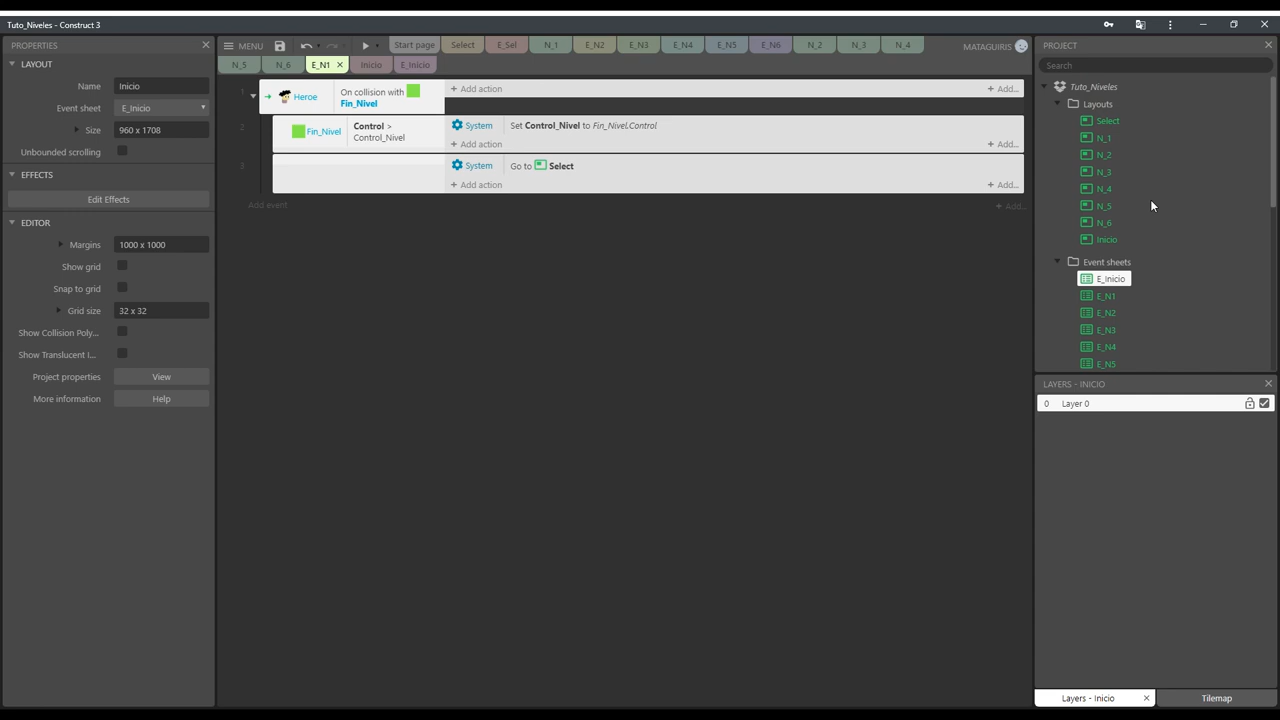 Tuto_Niveles - Construct 3
PROPERTIES
LAYOUT
Name Inicio
Event sheet E_Inicio
Size 960 x 1708
Unbounded scrolling
EFFECTS
Edit Effects
EDITOR
Margins 1000 x 1000
Show grid
Snap to grid
Grid size 32 x 32
Show Collision Poly...
Show Translucent I...
Project properties View
More information Help
MENU
Start page Select E_Sel N_1 E_N2 E_N3 E_N4 E_N5 E_N6 N_2 N_3 N_4
MATAGUIRIS
N_5 N_6 E_N1 Inicio E_Inicio
1 Heroe On collision with Fin_Nivel + Add action + Add...
2 Fin_Nivel Control > Control_Nivel System Set Control_Nivel to Fin_Nivel.Control
+ Add action + Add...
3 System Go to Select
+ Add action + Add...
Add event + Add...
PROJECT
Search
Tuto_Niveles
Layouts
Select
N_1
N_2
N_3
N_4
N_5
N_6
Inicio
Event sheets
E_Inicio
E_N1
E_N2
E_N3
E_N4
E_N5
LAYERS - INICIO
0 Layer 0
Layers - Inicio Tilemap